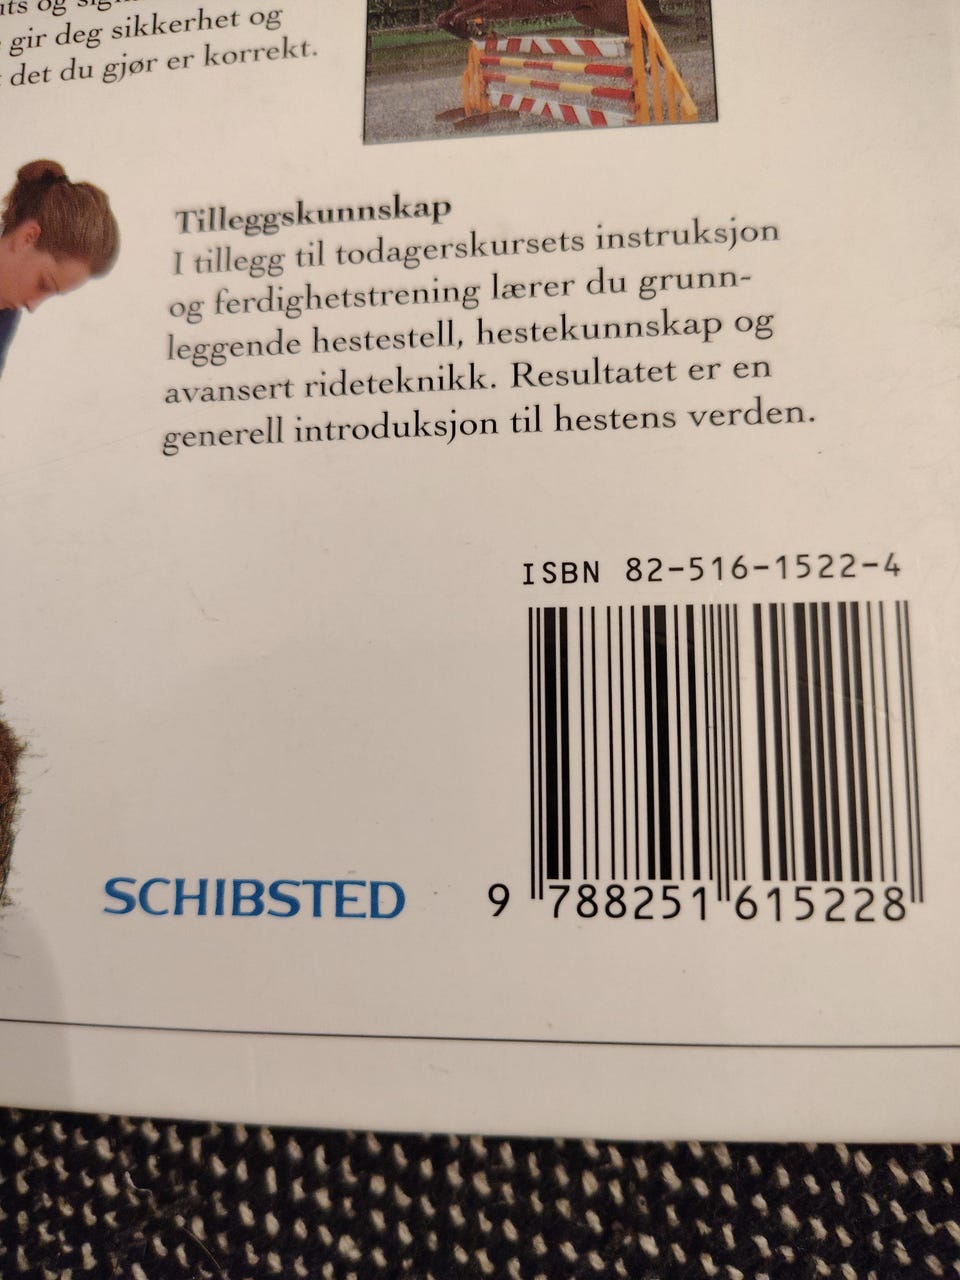 og
gir deg sikkerhet og
det du gjør er korrekt.
Tilleggskunnskap
I tillegg til todagerskursets instruksjon
og ferdighetstrening lærer du grunn-
leggende hestestell, hestekunnskap og
avansert rideteknikk. Resultatet er en
generell introduksjon til hestens verden.
ISBN 82-516-1522-4
SCHIBSTED
9 788251 615228